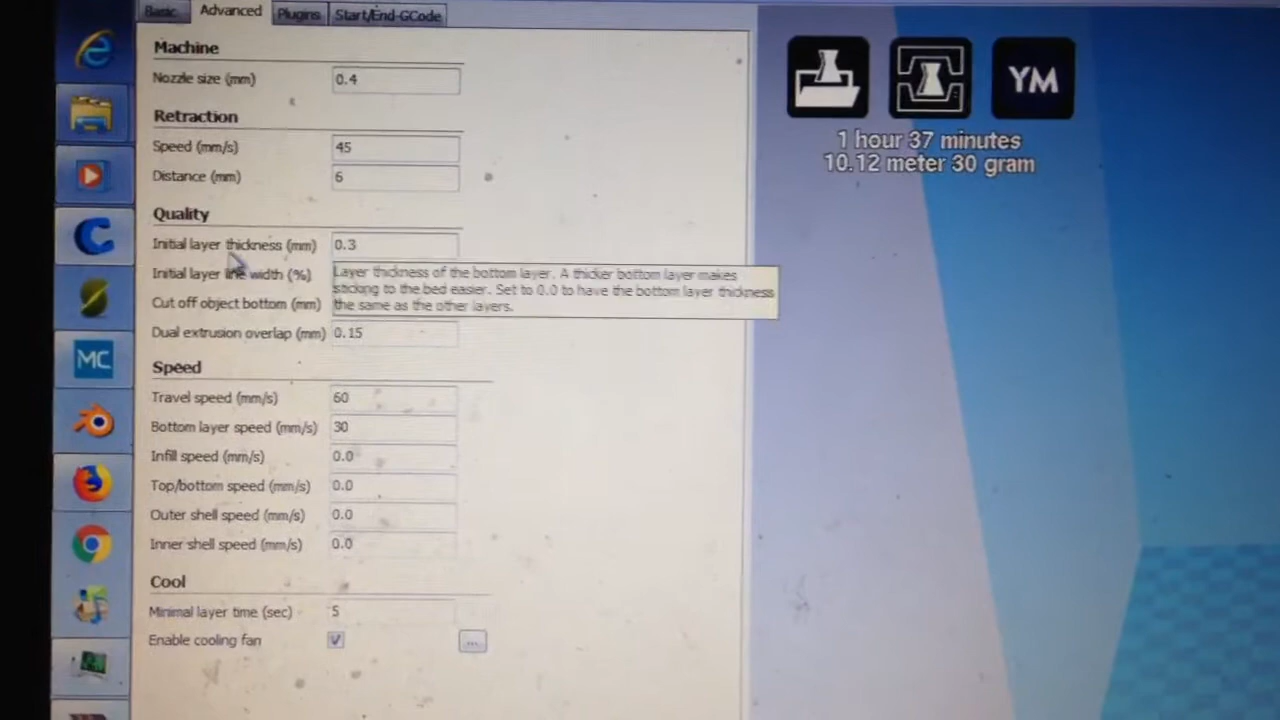 Basic Advanced Plugins Start/End-GCode
Machine
Nozzle size (mm) 0.4
Retraction
Speed (mm/s) 45
Distance (mm) 6
Quality
Initial layer thickness (mm) 0.3
Initial layer line width (%)
Layer thickness of the bottom layer. A thicker bottom layer makes
sticking to the bed easier. Set to 0.0 to have the bottom layer thickness
the same as the other layers.
Cut off object bottom (mm)
Dual extrusion overlap (mm) 0.15
Speed
Travel speed (mm/s) 60
Bottom layer speed (mm/s) 30
Infill speed (mm/s) 0.0
Top/bottom speed (mm/s) 0.0
Outer shell speed (mm/s) 0.0
Inner shell speed (mm/s) 0.0
Cool
Minimal layer time (sec) 5
Enable cooling fan ...
YM
1 hour 37 minutes
10.12 meter 30 gram
MC